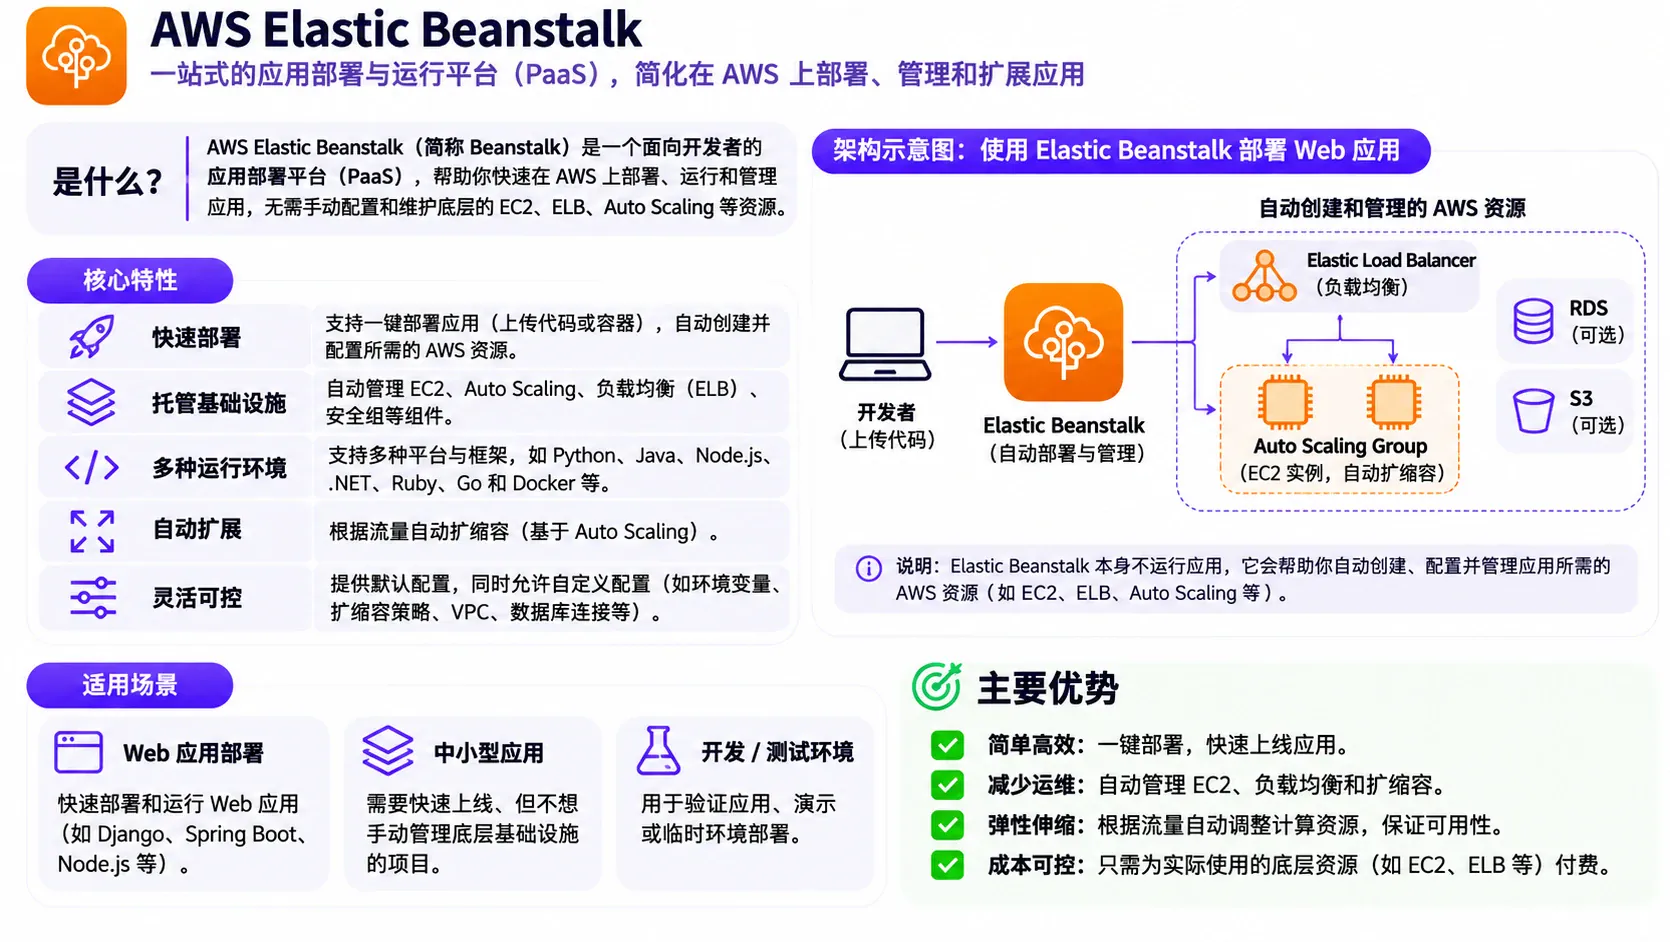 AWS Elastic Beanstalk
一站式的应用部署与运行平台（PaaS），简化在 AWS 上部署、管理和扩展应用
是什么？
AWS Elastic Beanstalk（简称 Beanstalk）是一个面向开发者的
应用部署平台（PaaS），帮助你快速在 AWS 上部署、运行和管理
应用，无需手动配置和维护底层的 EC2、ELB、Auto Scaling 等资源。
核心特性
快速部署
支持一键部署应用（上传代码或容器），自动创建并
配置所需的 AWS 资源。
托管基础设施
自动管理 EC2、Auto Scaling、负载均衡（ELB）、
安全组等组件。
多种运行环境
支持多种平台与框架，如 Python、Java、Node.js、
.NET、Ruby、Go 和 Docker 等。
自动扩展
根据流量自动扩缩容（基于 Auto Scaling）。
灵活可控
提供默认配置，同时允许自定义配置（如环境变量、
扩缩容策略、VPC、数据库连接等）。
架构示意图：使用 Elastic Beanstalk 部署 Web 应用
自动创建和管理的 AWS 资源
开发者
（上传代码）
Elastic Beanstalk
（自动部署与管理）
Elastic Load Balancer
（负载均衡）
Auto Scaling Group
（EC2 实例，自动扩缩容）
RDS
（可选）
S3
（可选）
说明：Elastic Beanstalk 本身不运行应用，它会帮助你自动创建、配置并管理应用所需的
AWS 资源（如 EC2、ELB、Auto Scaling 等）。
适用场景
Web 应用部署
快速部署和运行 Web 应用
（如 Django、Spring Boot、
Node.js 等）。
中小型应用
需要快速上线、但不想
手动管理底层基础设施
的项目。
开发 / 测试环境
用于验证应用、演示
或临时环境部署。
主要优势
简单高效：一键部署，快速上线应用。
减少运维：自动管理 EC2、负载均衡和扩缩容。
弹性伸缩：根据流量自动调整计算资源，保证可用性。
成本可控：只需为实际使用的底层资源（如 EC2、ELB 等）付费。